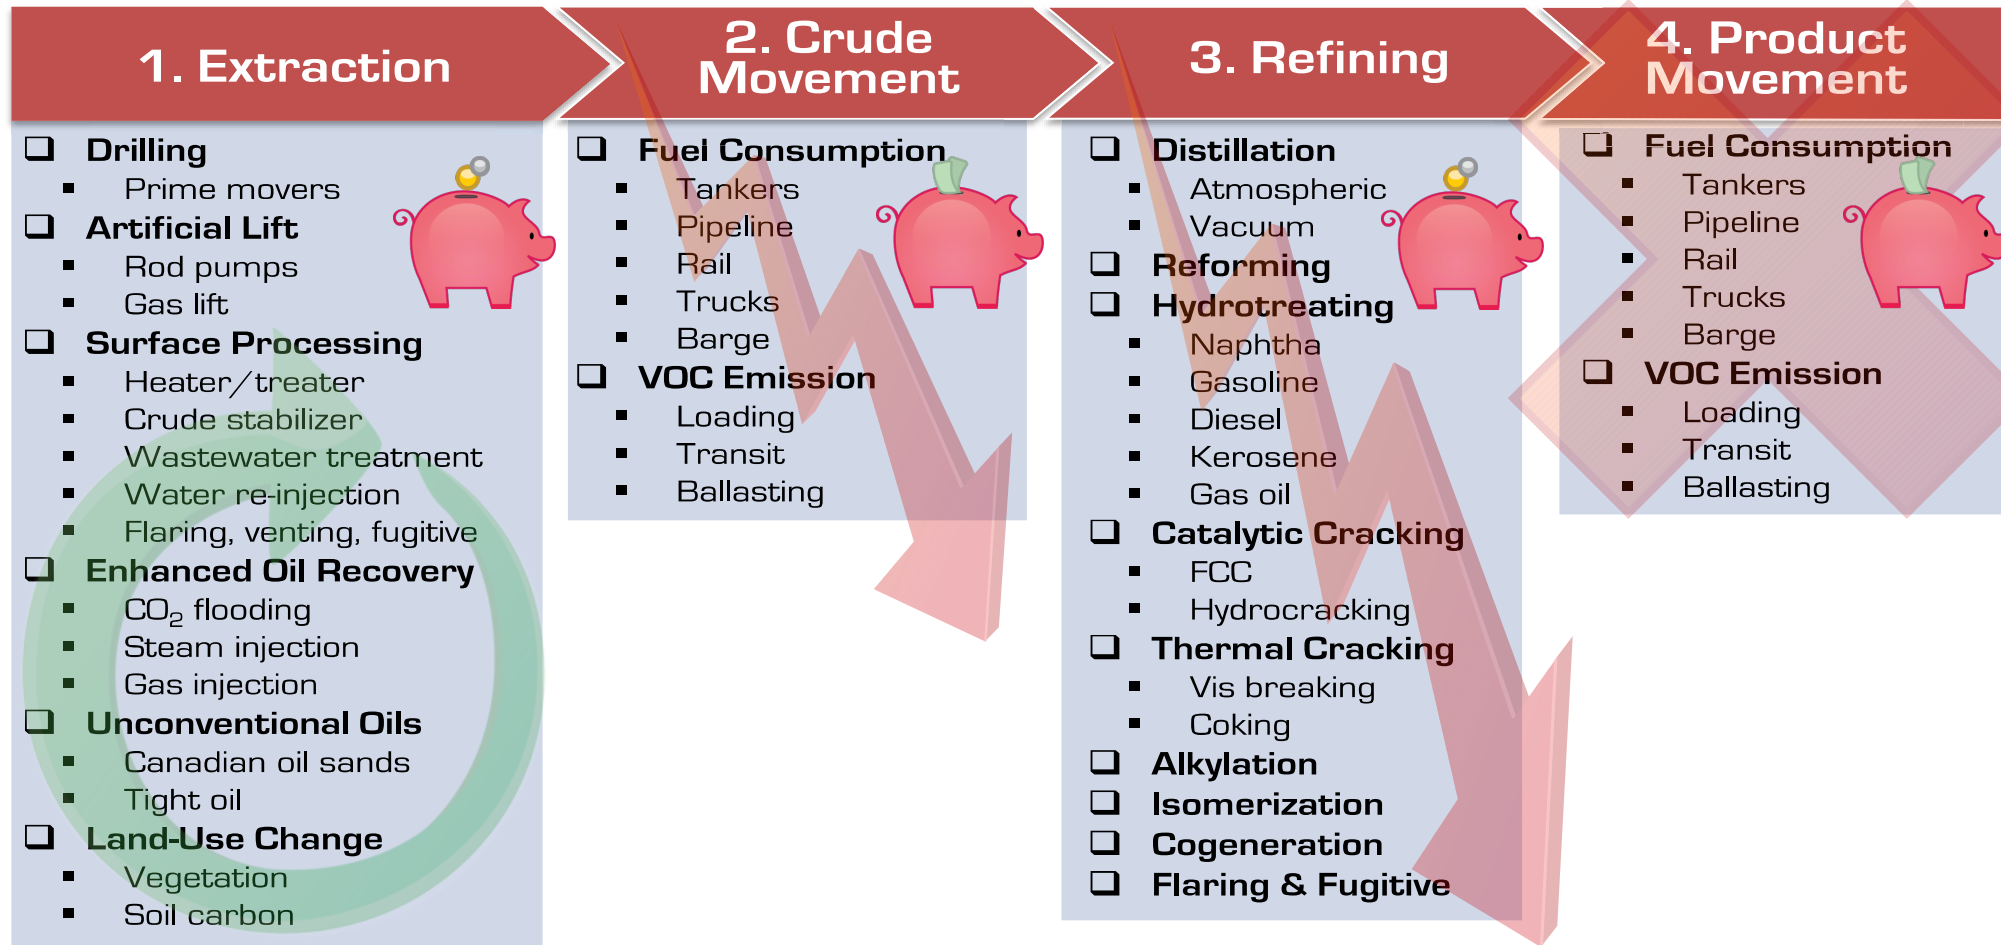 1. Extraction
Drilling
Prime movers
Artificial Lift
Rod pumps
Gas lift
Surface Processing
Heater/treater
Crude stabilizer
Wastewater treatment
Water re-injection
Flaring, venting, fugitive
Enhanced Oil Recovery
CO₂ flooding
Steam injection
Gas injection
Unconventional Oils
Canadian oil sands
Tight oil
Land-Use Change
Vegetation
Soil carbon
2. Crude
Movement
Fuel Consumption
Tankers
Pipeline
Rail
Trucks
Barge
VOC Emission
Loading
Transit
Ballasting
3. Refining
Distillation
Atmospheric
Vacuum
Reforming
Hydrotreating
Naphtha
Gasoline
Diesel
Kerosene
Gas oil
Catalytic Cracking
FCC
Hydrocracking
Thermal Cracking
Vis breaking
Coking
Alkylation
Isomerization
Cogeneration
Flaring & Fugitive
4. Product
Movement
Fuel Consumption
Tankers
Pipeline
Rail
Trucks
Barge
VOC Emission
Loading
Transit
Ballasting